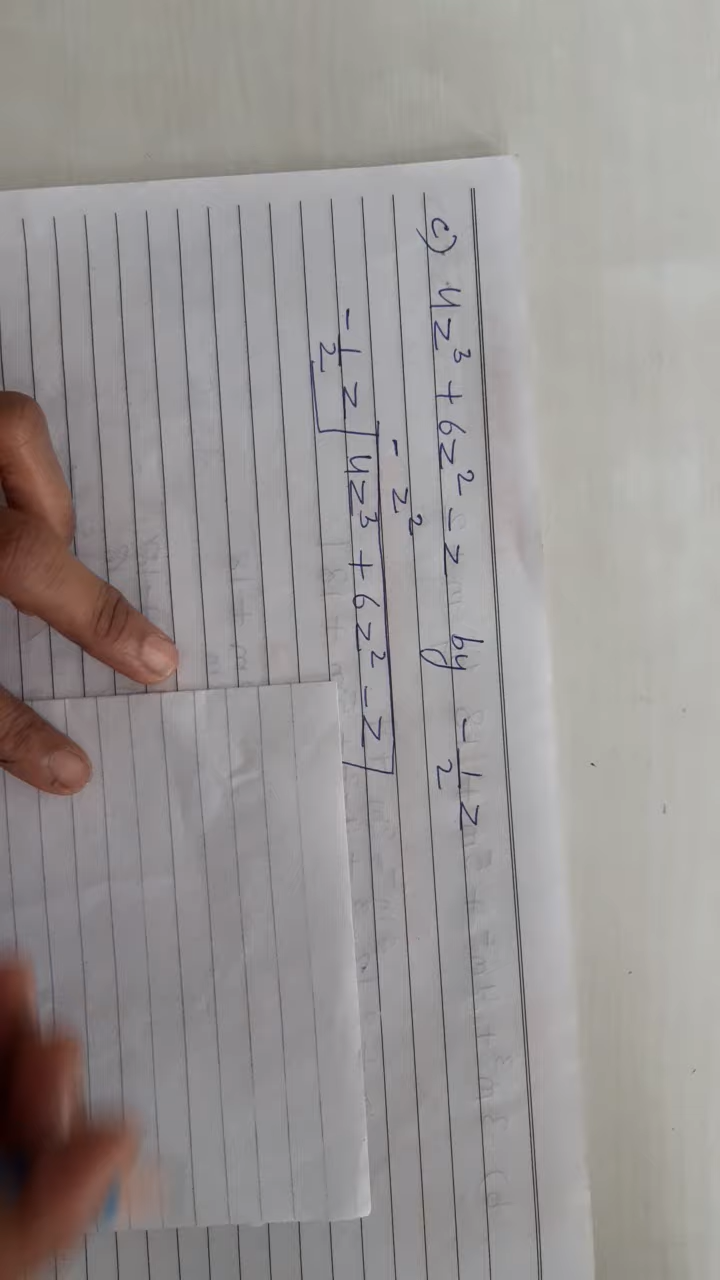 c) 4z³ + 6z² - z by -1/2 z
- z²
-1/2 z 4z³ + 6z² - z